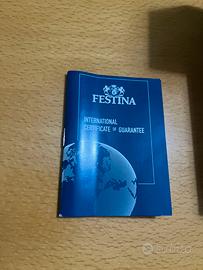 FESTINA
INTERNATIONAL
CERTIFICATE OF GUARANTEE